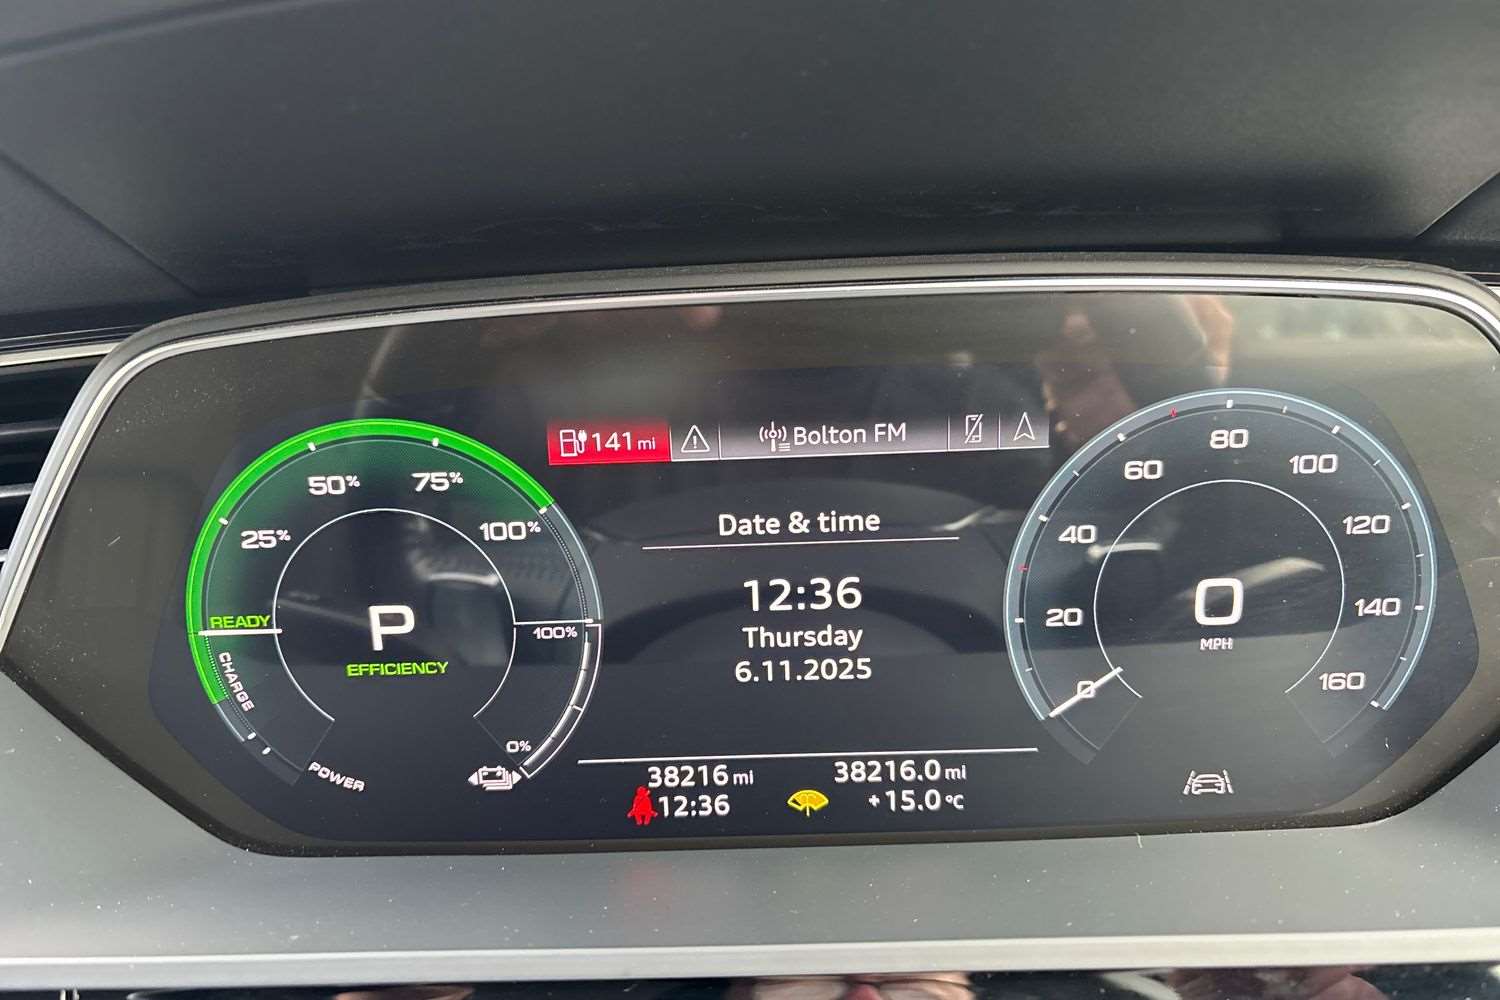 141 mi
Bolton FM
25%
50%
75%
100%
READY
CHARGE
POWER
P
EFFICIENCY
100%
0%
Date & time
12:36
Thursday
6.11.2025
38216 mi
38216.0 mi
12:36
+15.0 °C
0
20
40
60
80
100
120
140
160
0
MPH